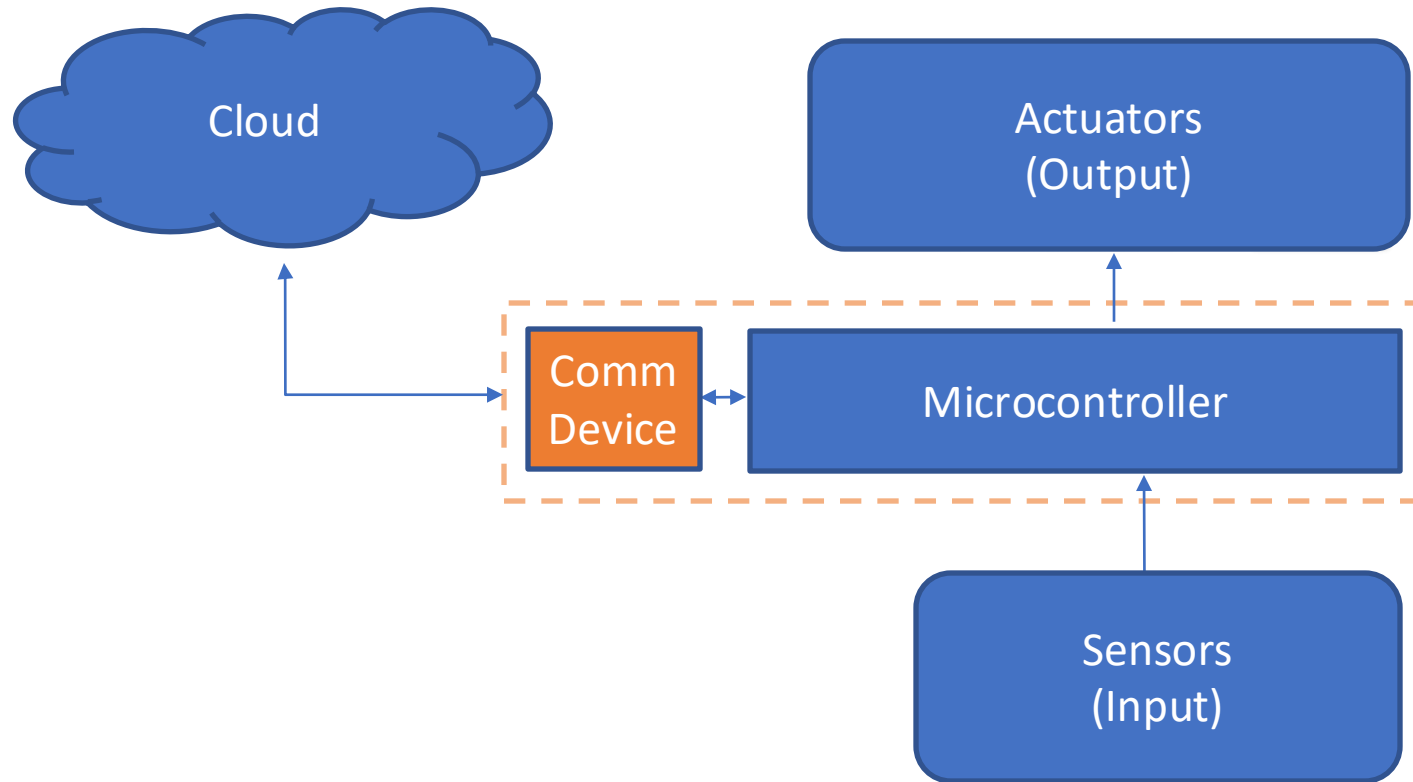 Cloud
Actuators
(Output)
Comm
Device
Microcontroller
Sensors
(Input)